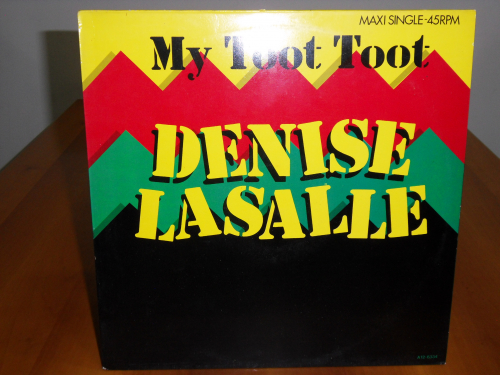 MAXI SINGLE-45RPM
My Toot Toot
DENISE
LASALLE